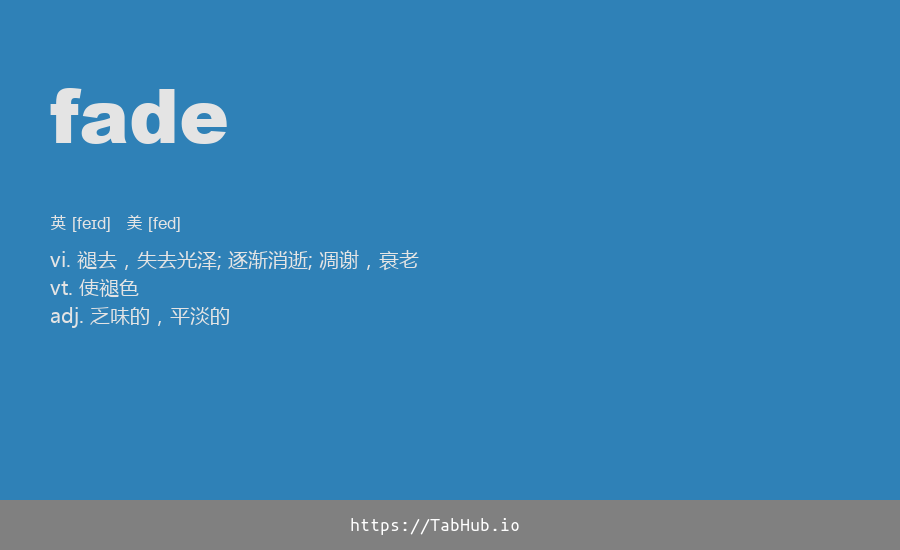 fade
英 [feɪd] 美 [fed]
vi. 褪去，失去光泽; 逐渐消逝; 凋谢，衰老
vt. 使褪色
adj. 乏味的，平淡的
https://TabHub.io